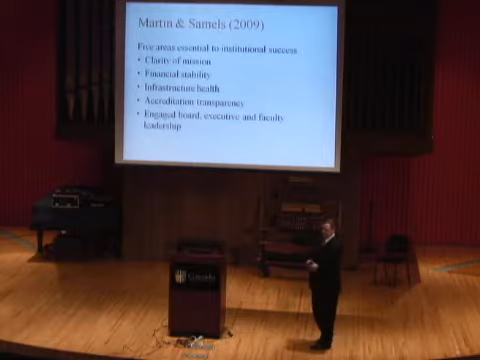 Martin & Samels (2009)
Five areas essential to institutional success
• Clarity of mission
• Financial stability
• Infrastructure health
• Accreditation transparency
• Engaged board, executive and faculty
leadership